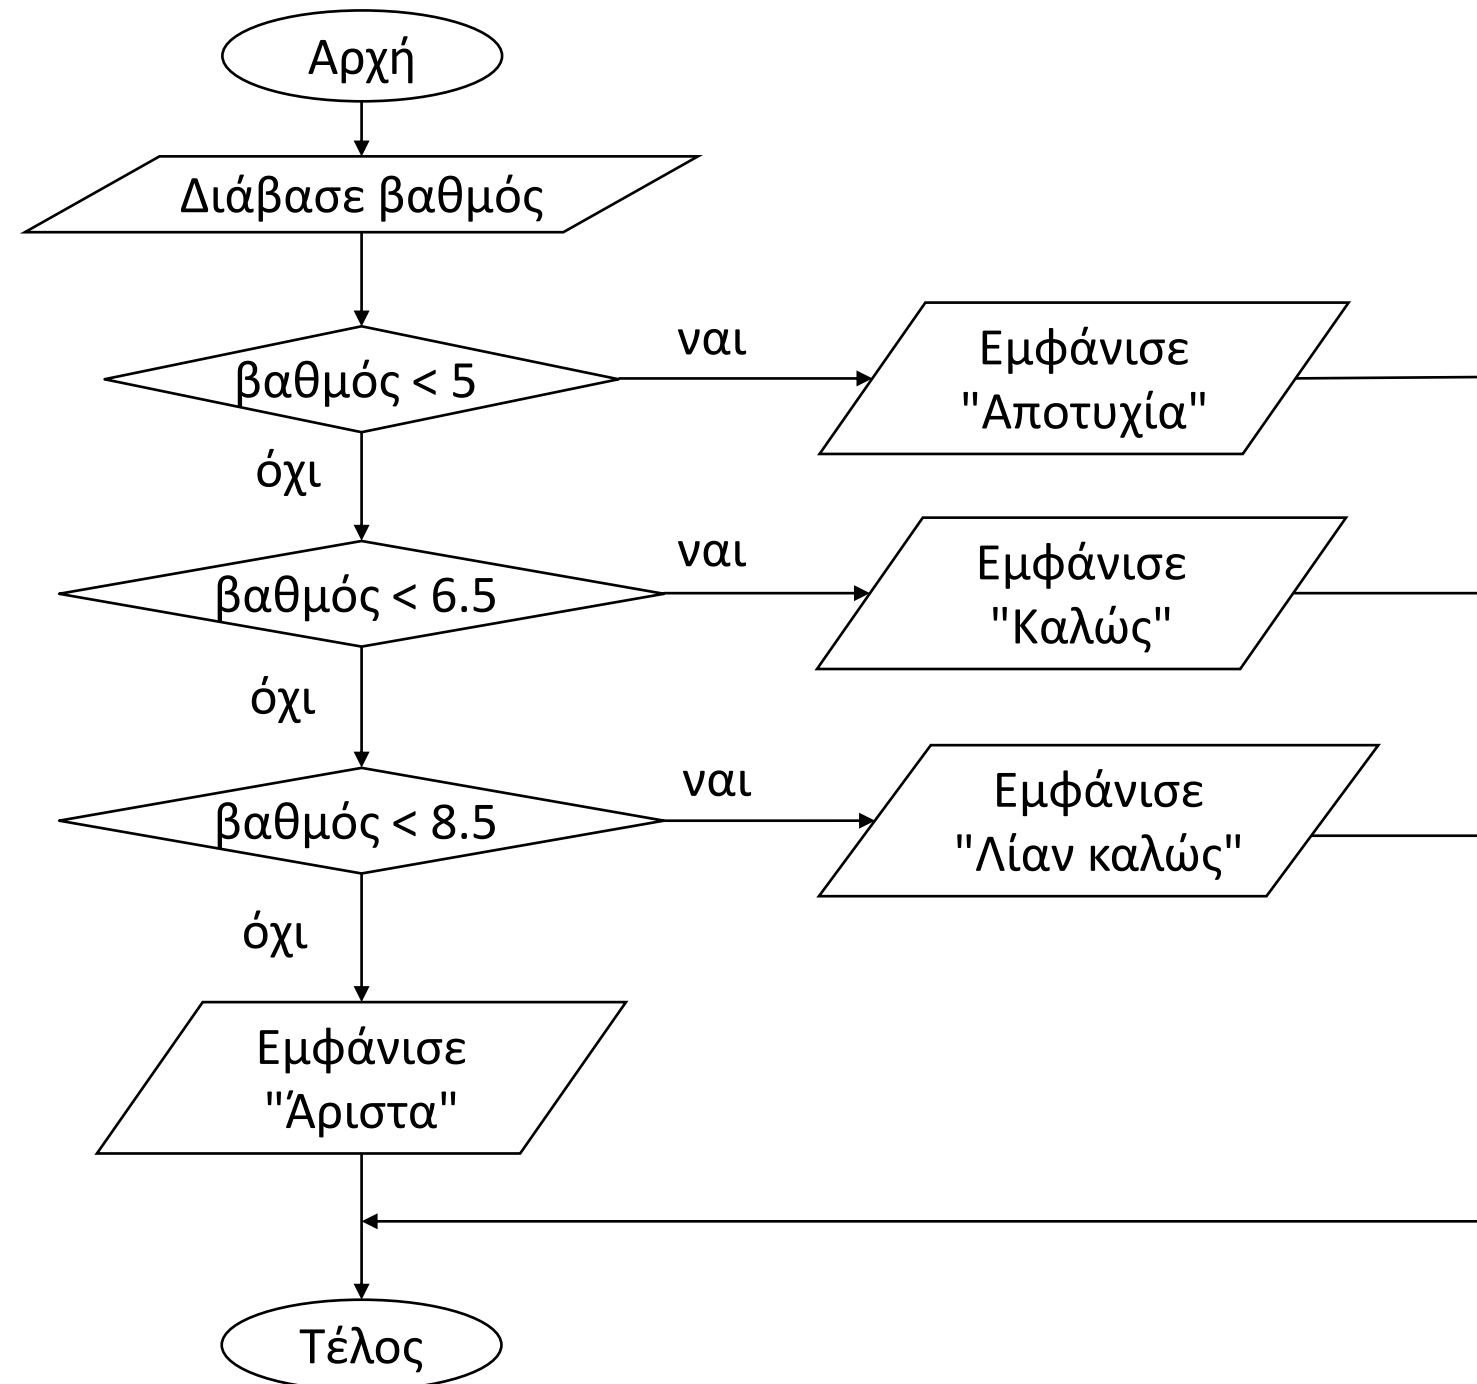 Αρχή
Διάβασε βαθμός
βαθμός < 5
ναι
Εμφάνισε
"Αποτυχία"
όχι
βαθμός < 6.5
ναι
Εμφάνισε
"Καλώς"
όχι
βαθμός < 8.5
ναι
Εμφάνισε
"Λίαν καλώς"
όχι
Εμφάνισε
"Άριστα"
Τέλος